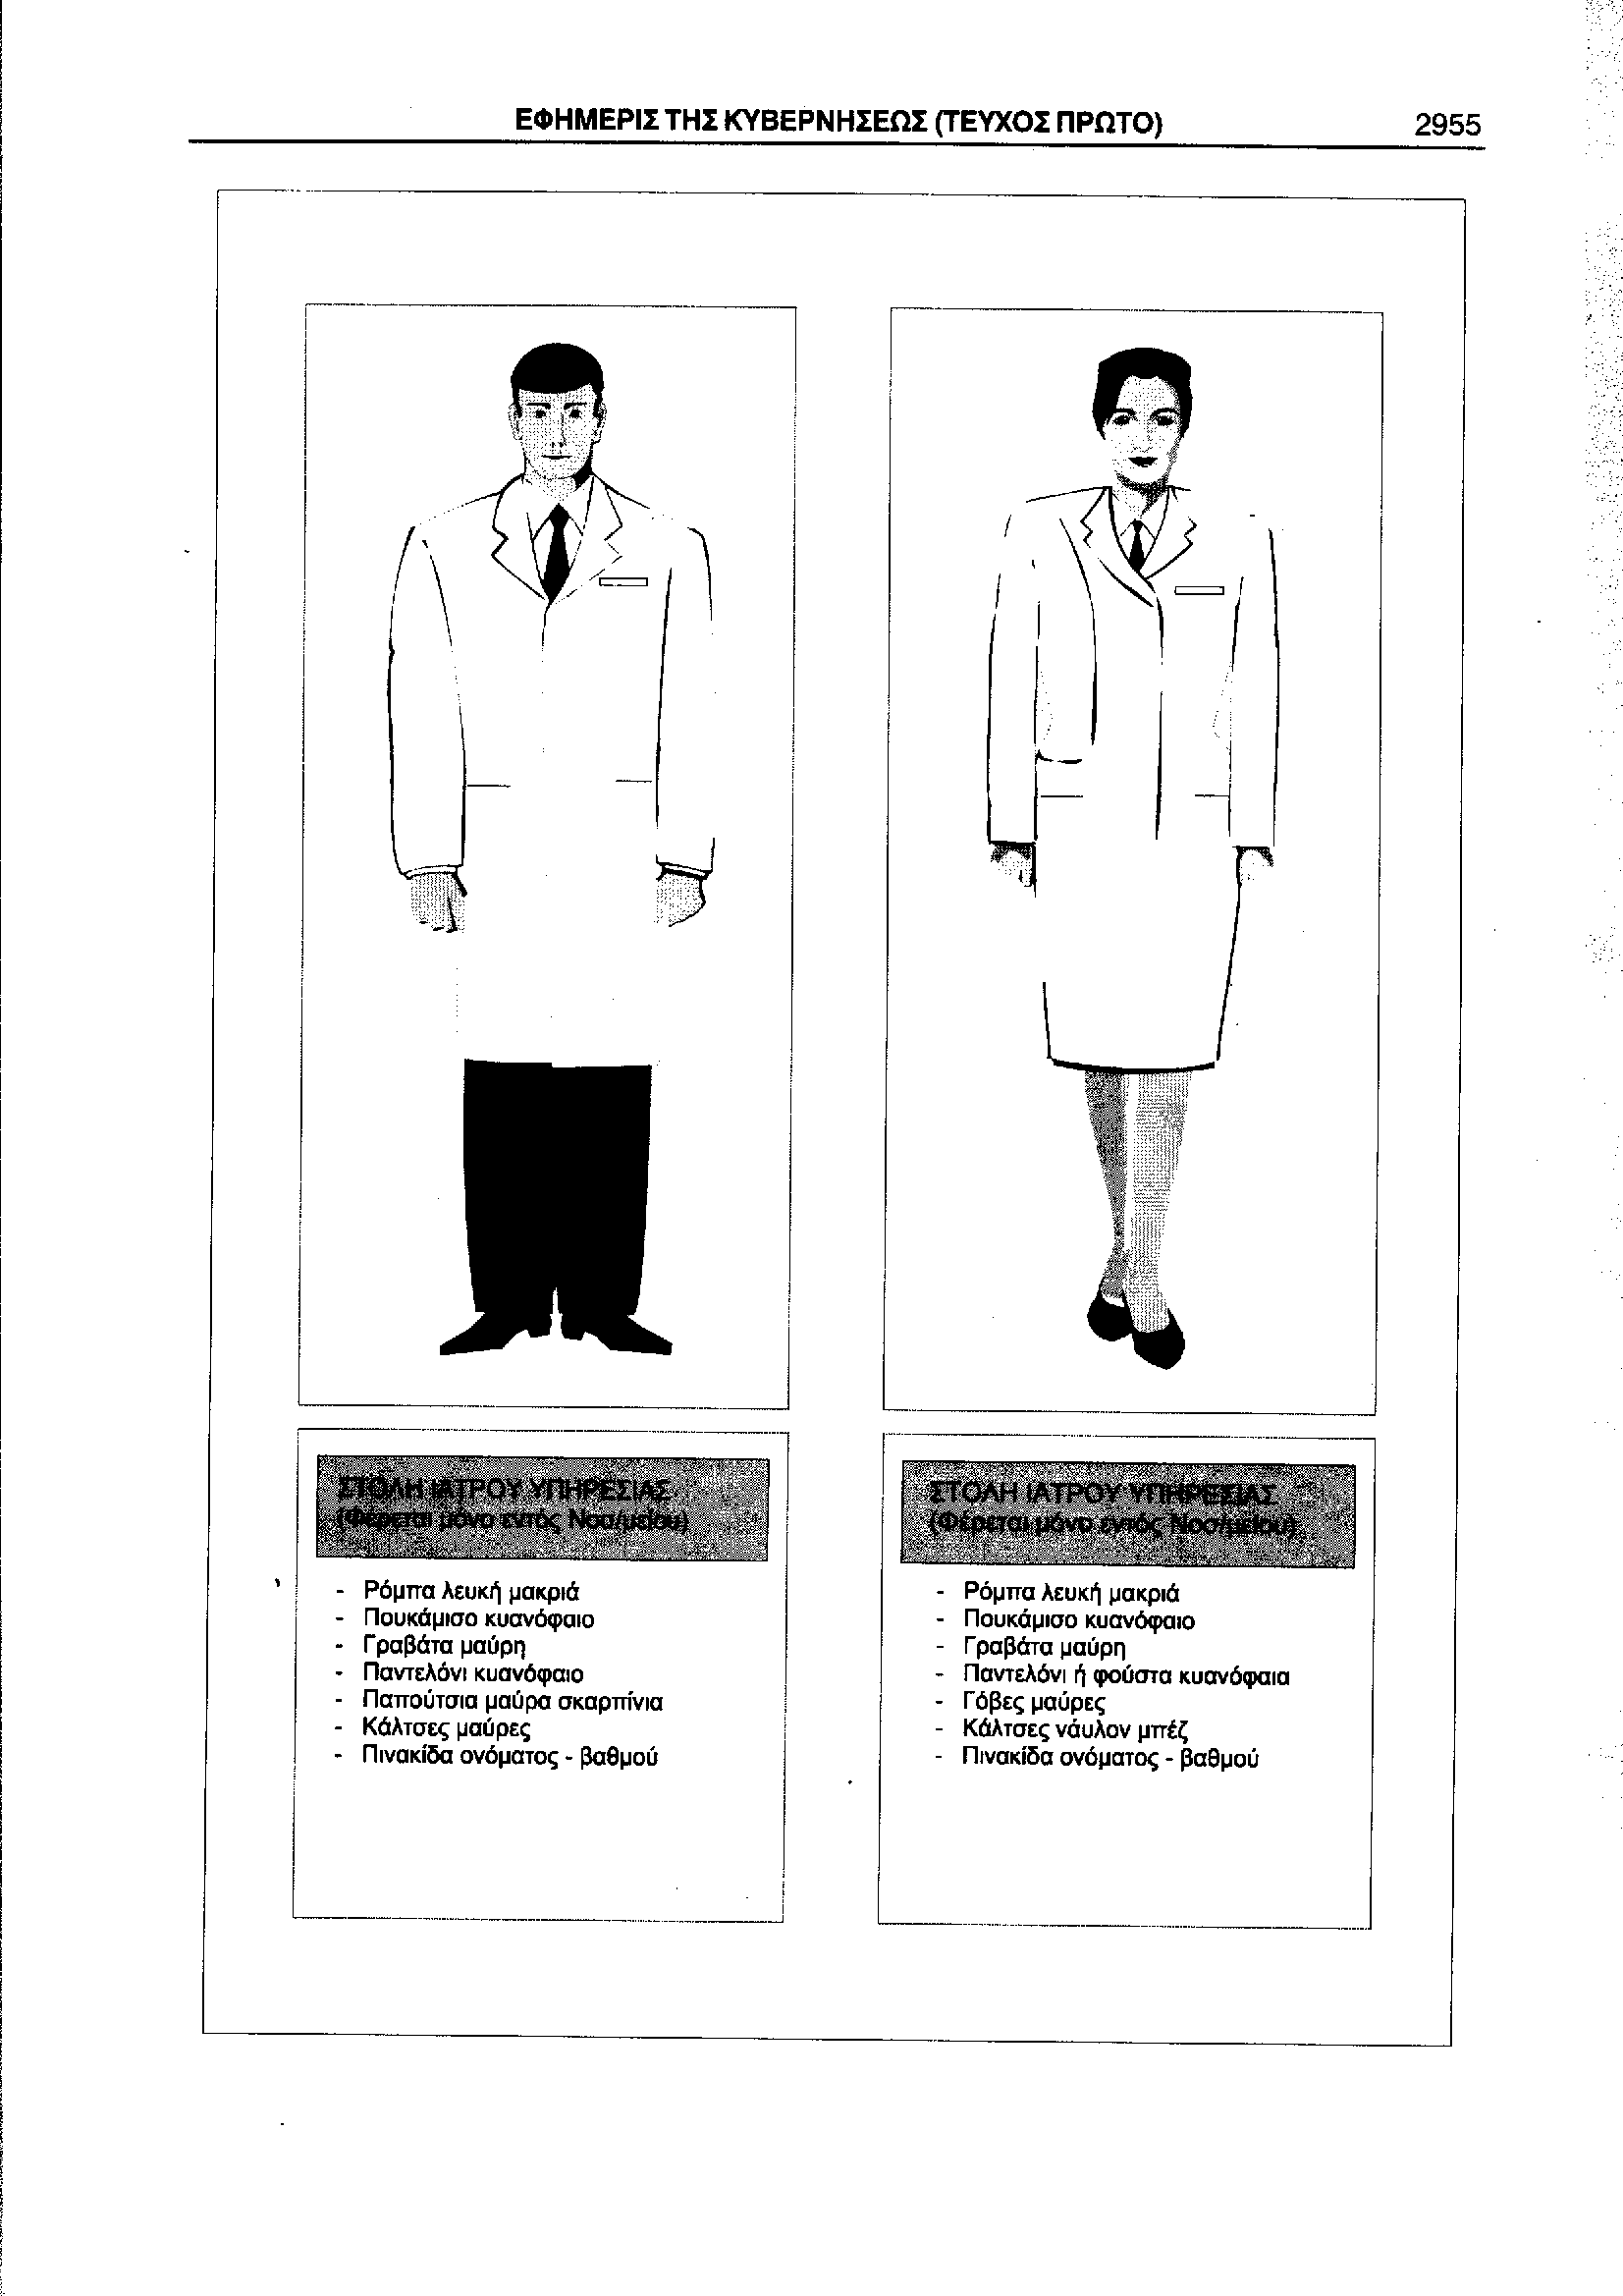 ΕΦΗΜΕΡΙΣ ΤΗΣ ΚΥΒΕΡΝΗΣΕΩΣ (ΤΕΥΧΟΣ ΠΡΩΤΟ) 2955
ΣΤΟΛΗ ΙΑΤΡΟΥ ΥΠΗΡΕΣΙΑΣ
(Φέρεται μόνο εντός Νοσ/μείου)
- Ρόμπα λευκή μακριά
- Πουκάμισο κυανόφαιο
- Γραβάτα μαύρη
- Παντελόνι κυανόφαιο
- Παπούτσια μαύρα σκαρπίνια
- Κάλτσες μαύρες
- Πινακίδα ονόματος - βαθμού
ΣΤΟΛΗ ΙΑΤΡΟΥ ΥΠΗΡΕΣΙΑΣ
(Φέρεται μόνο εντός Νοσ/μείου)
- Ρόμπα λευκή μακριά
- Πουκάμισο κυανόφαιο
- Γραβάτα μαύρη
- Παντελόνι ή φούστα κυανόφαια
- Γόβες μαύρες
- Κάλτσες νάυλον μπέζ
- Πινακίδα ονόματος - βαθμού